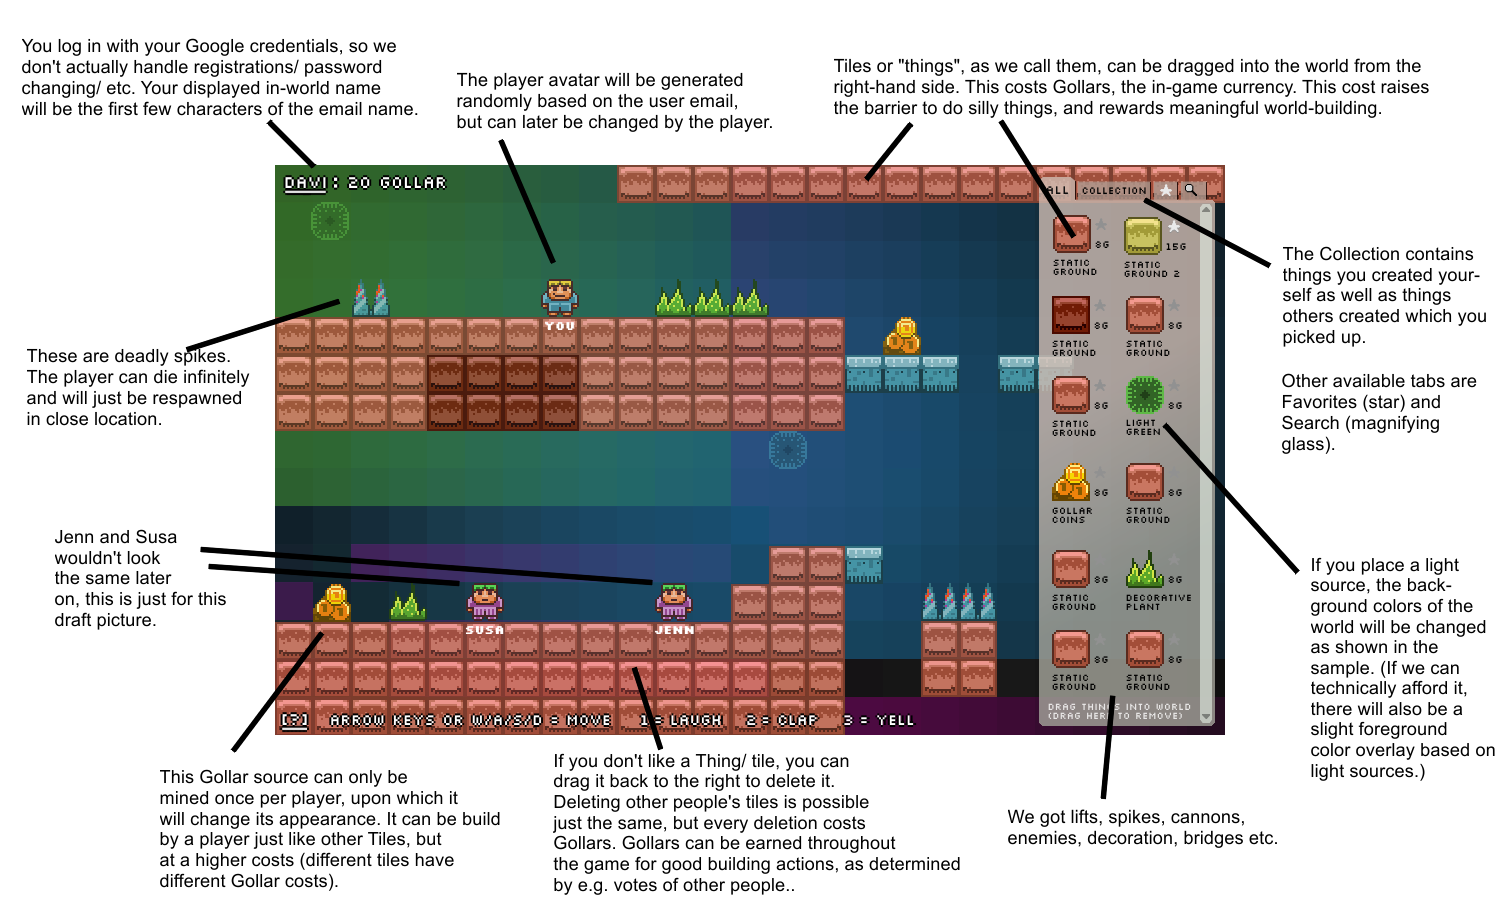 You log in with your Google credentials, so we
don't actually handle registrations/ password
changing/ etc. Your displayed in-world name
will be the first few characters of the email name.
The player avatar will be generated
randomly based on the user email,
but can later be changed by the player.
Tiles or "things", as we call them, can be dragged into the world from the
right-hand side. This costs Gollars, the in-game currency. This cost raises
the barrier to do silly things, and rewards meaningful world-building.
DAVI: 20 GOLLAR
ALL COLLECTION
8G 15G
STATIC GROUND
STATIC GROUND 2
8G 8G
STATIC GROUND
STATIC GROUND
8G 8G
STATIC GROUND
LIGHT GREEN
8G 8G
GOLLAR COINS
STATIC GROUND
8G 8G
STATIC GROUND
DECORATIVE PLANT
8G 8G
STATIC GROUND
STATIC GROUND
DRAG THINGS INTO WORLD
(DRAG HERE TO REMOVE)
YOU
SUSA
JENN
[?] ARROW KEYS OR W/A/S/D = MOVE 1 = LAUGH 2 = CLAP 3 = YELL
The Collection contains
things you created your-
self as well as things
others created which you
picked up.
Other available tabs are
Favorites (star) and
Search (magnifying
glass).
These are deadly spikes.
The player can die infinitely
and will just be respawned
in close location.
Jenn and Susa
wouldn't look
the same later
on, this is just for this
draft picture.
If you place a light
source, the back-
ground colors of the
world will be changed
as shown in the
sample. (If we can
technically afford it,
there will also be a
slight foreground
color overlay based on
light sources.)
This Gollar source can only be
mined once per player, upon which it
will change its appearance. It can be build
by a player just like other Tiles, but
at a higher costs (different tiles have
different Gollar costs).
If you don't like a Thing/ tile, you can
drag it back to the right to delete it.
Deleting other people's tiles is possible
just the same, but every deletion costs
Gollars. Gollars can be earned throughout
the game for good building actions, as determined
by e.g. votes of other people..
We got lifts, spikes, cannons,
enemies, decoration, bridges etc.